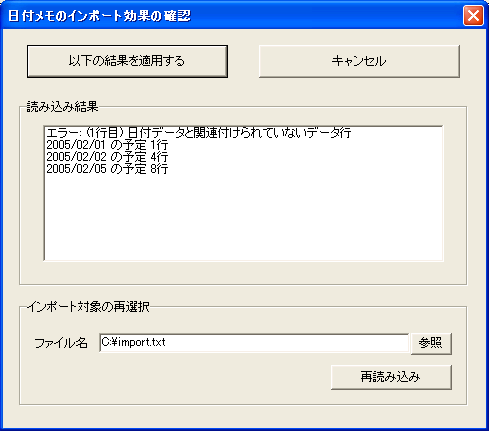 日付メモのインポート効果の確認
以下の結果を適用する
キャンセル
読み込み結果
エラー: (1行目) 日付データと関連付けられていないデータ行
2005/02/01 の予定 1行
2005/02/02 の予定 4行
2005/02/05 の予定 8行
インポート対象の再選択
ファイル名
C:¥import.txt
参照
再読み込み